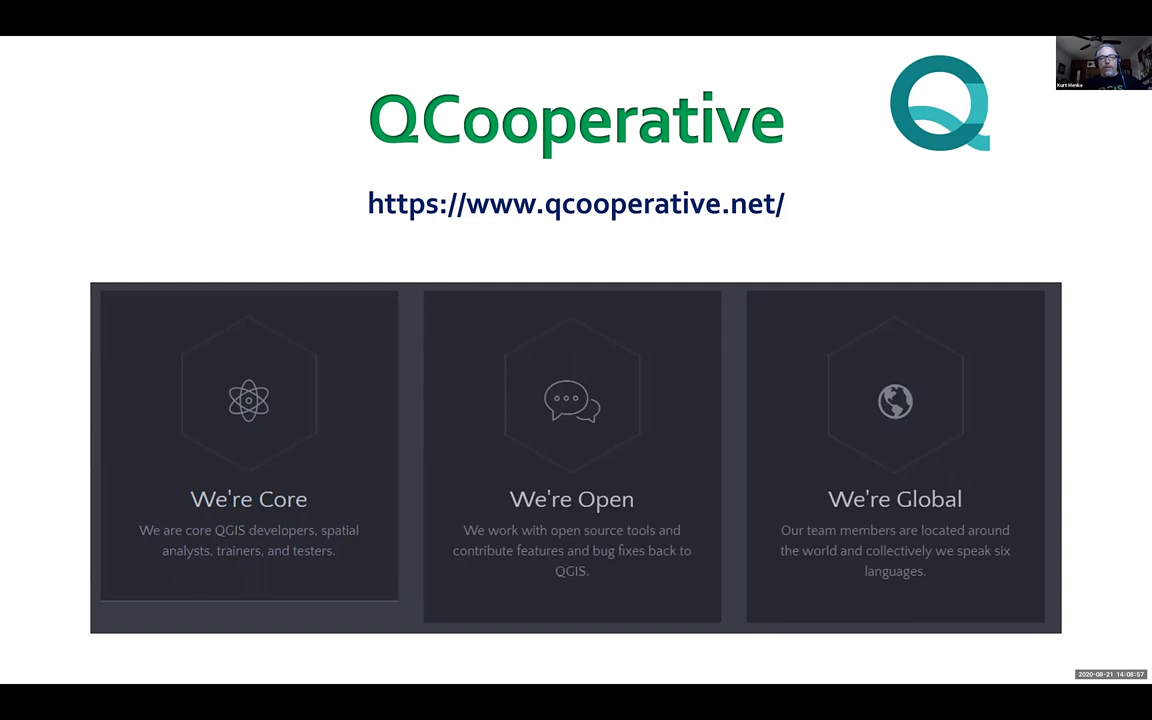 QCooperative
Kurt Menke
https://www.qcooperative.net/
We're Core
We are core QGIS developers, spatial
analysts, trainers, and testers.
We're Open
We work with open source tools and
contribute features and bug fixes back to
QGIS.
We're Global
Our team members are located around
the world and collectively we speak six
languages.
2020-08-21 14:08:57